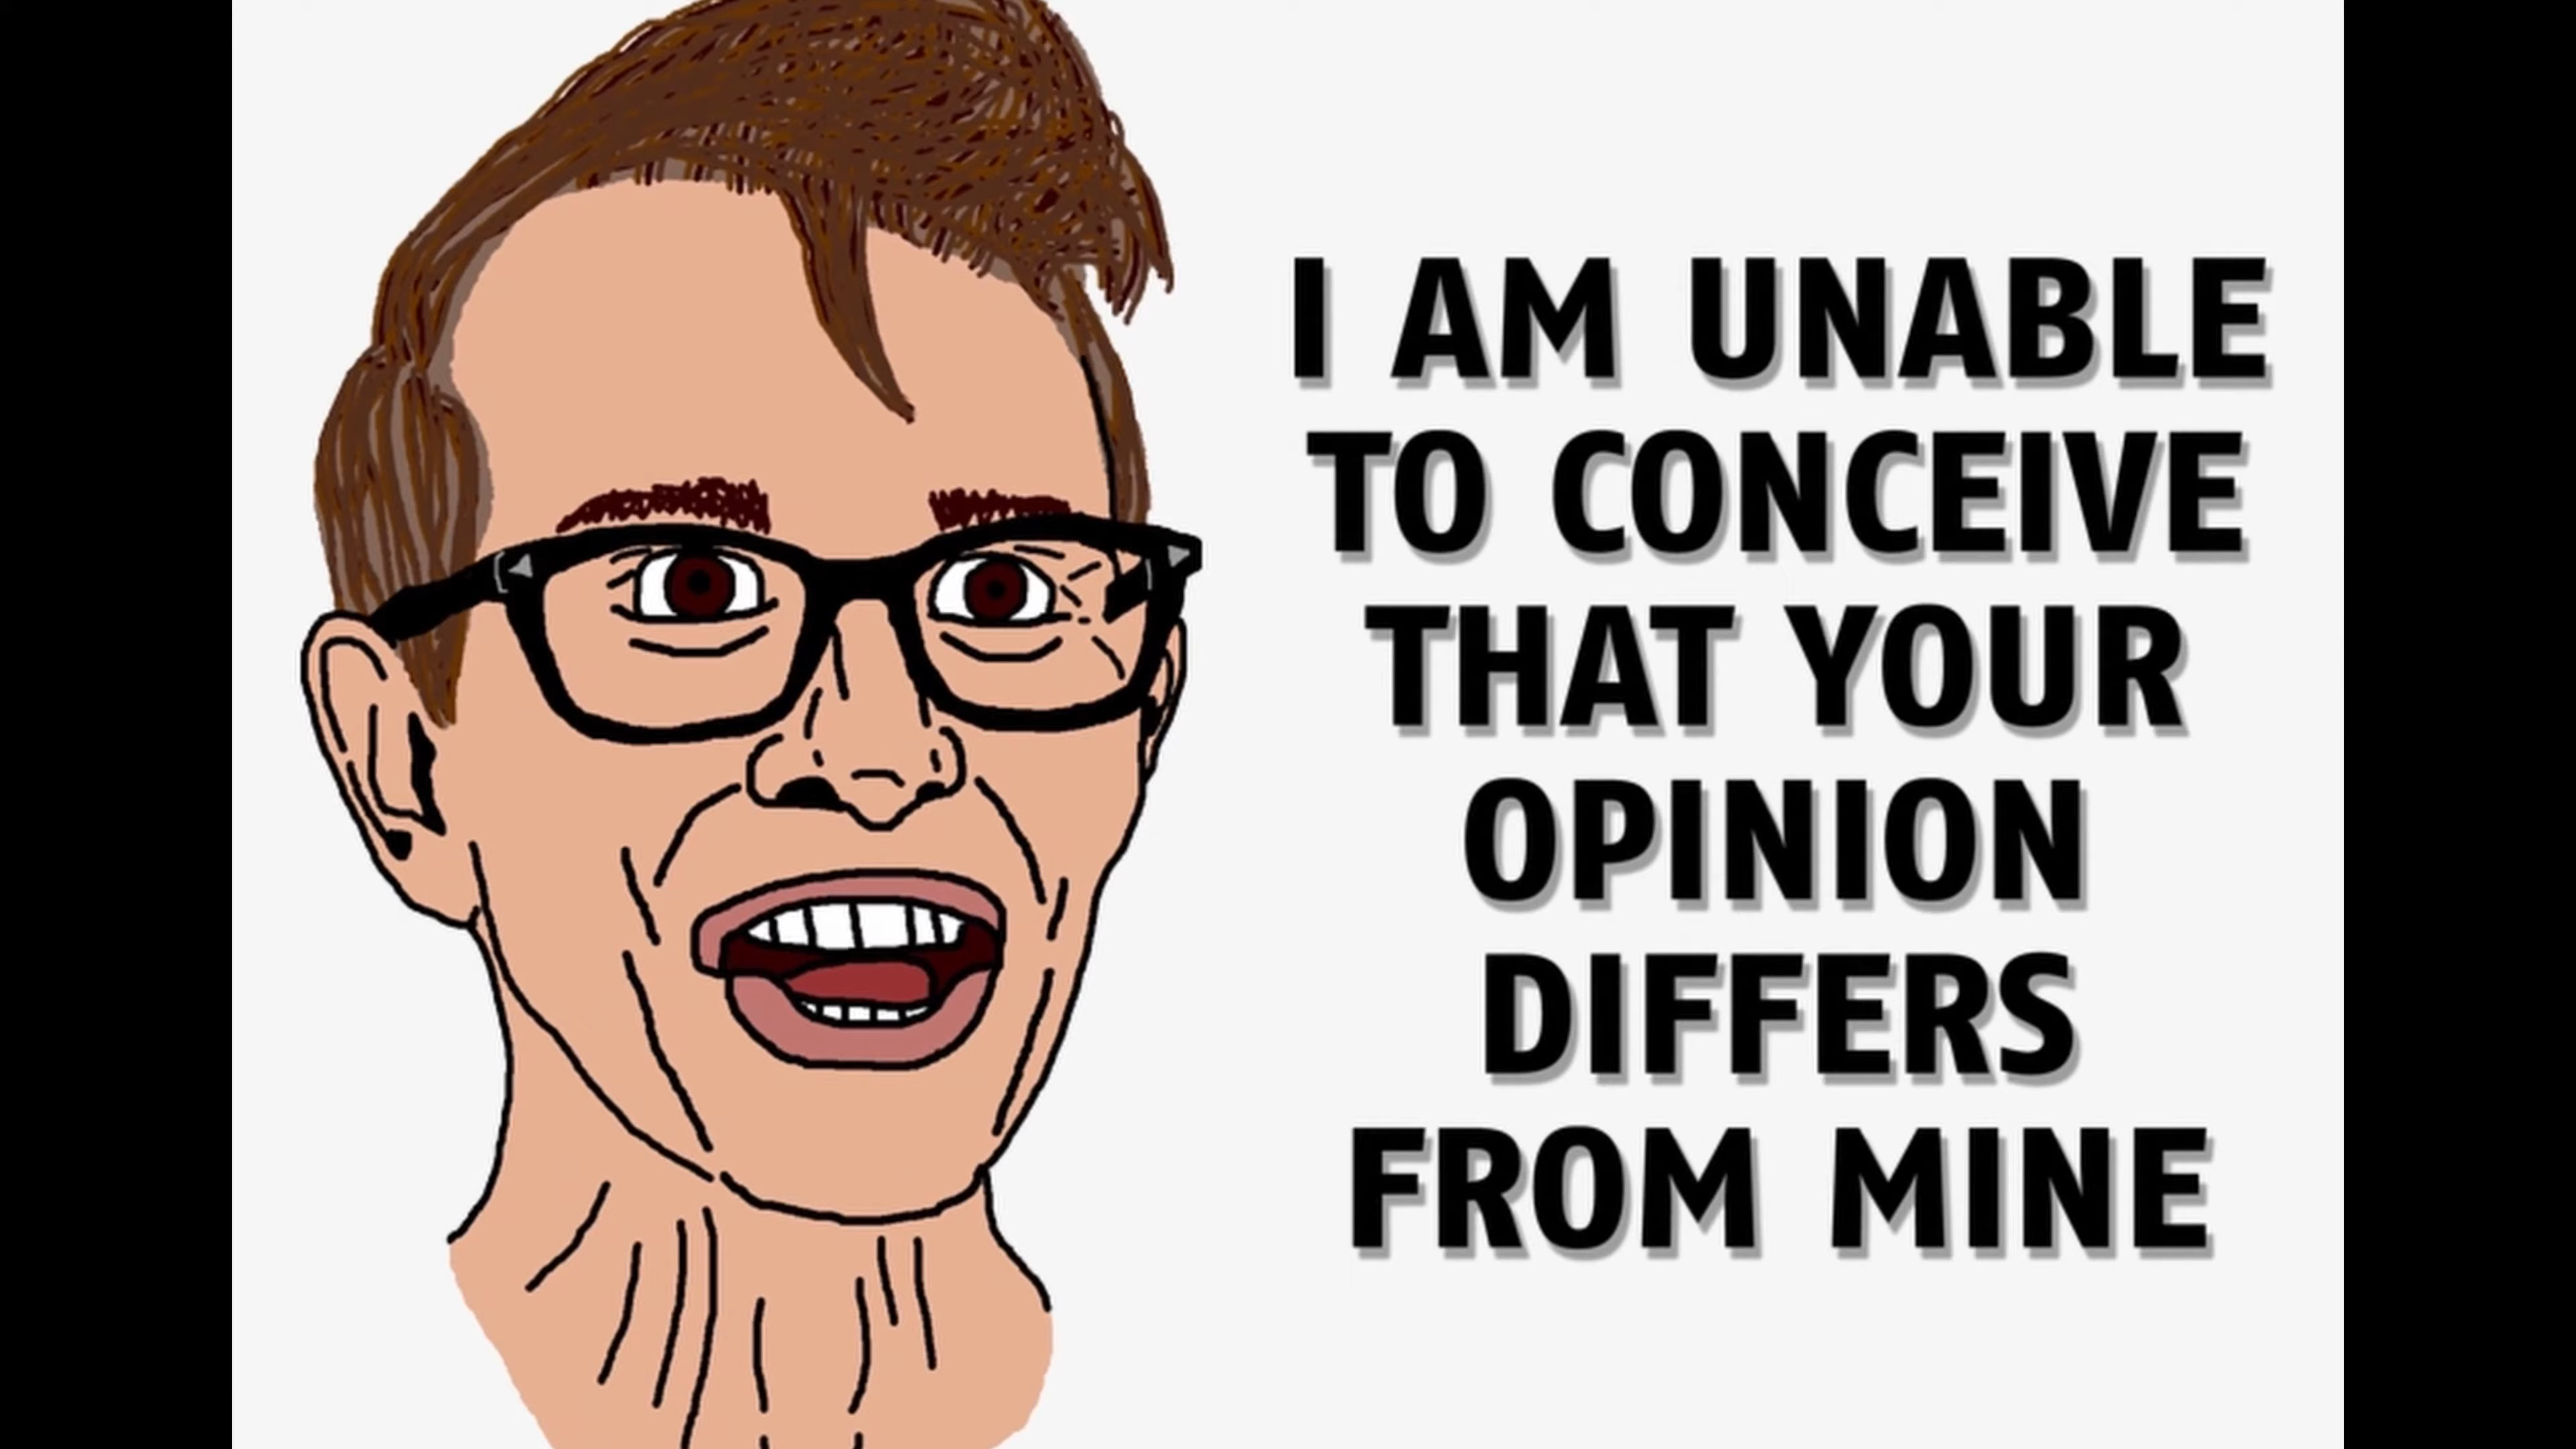 I AM UNABLE
TO CONCEIVE
THAT YOUR
OPINION
DIFFERS
FROM MINE